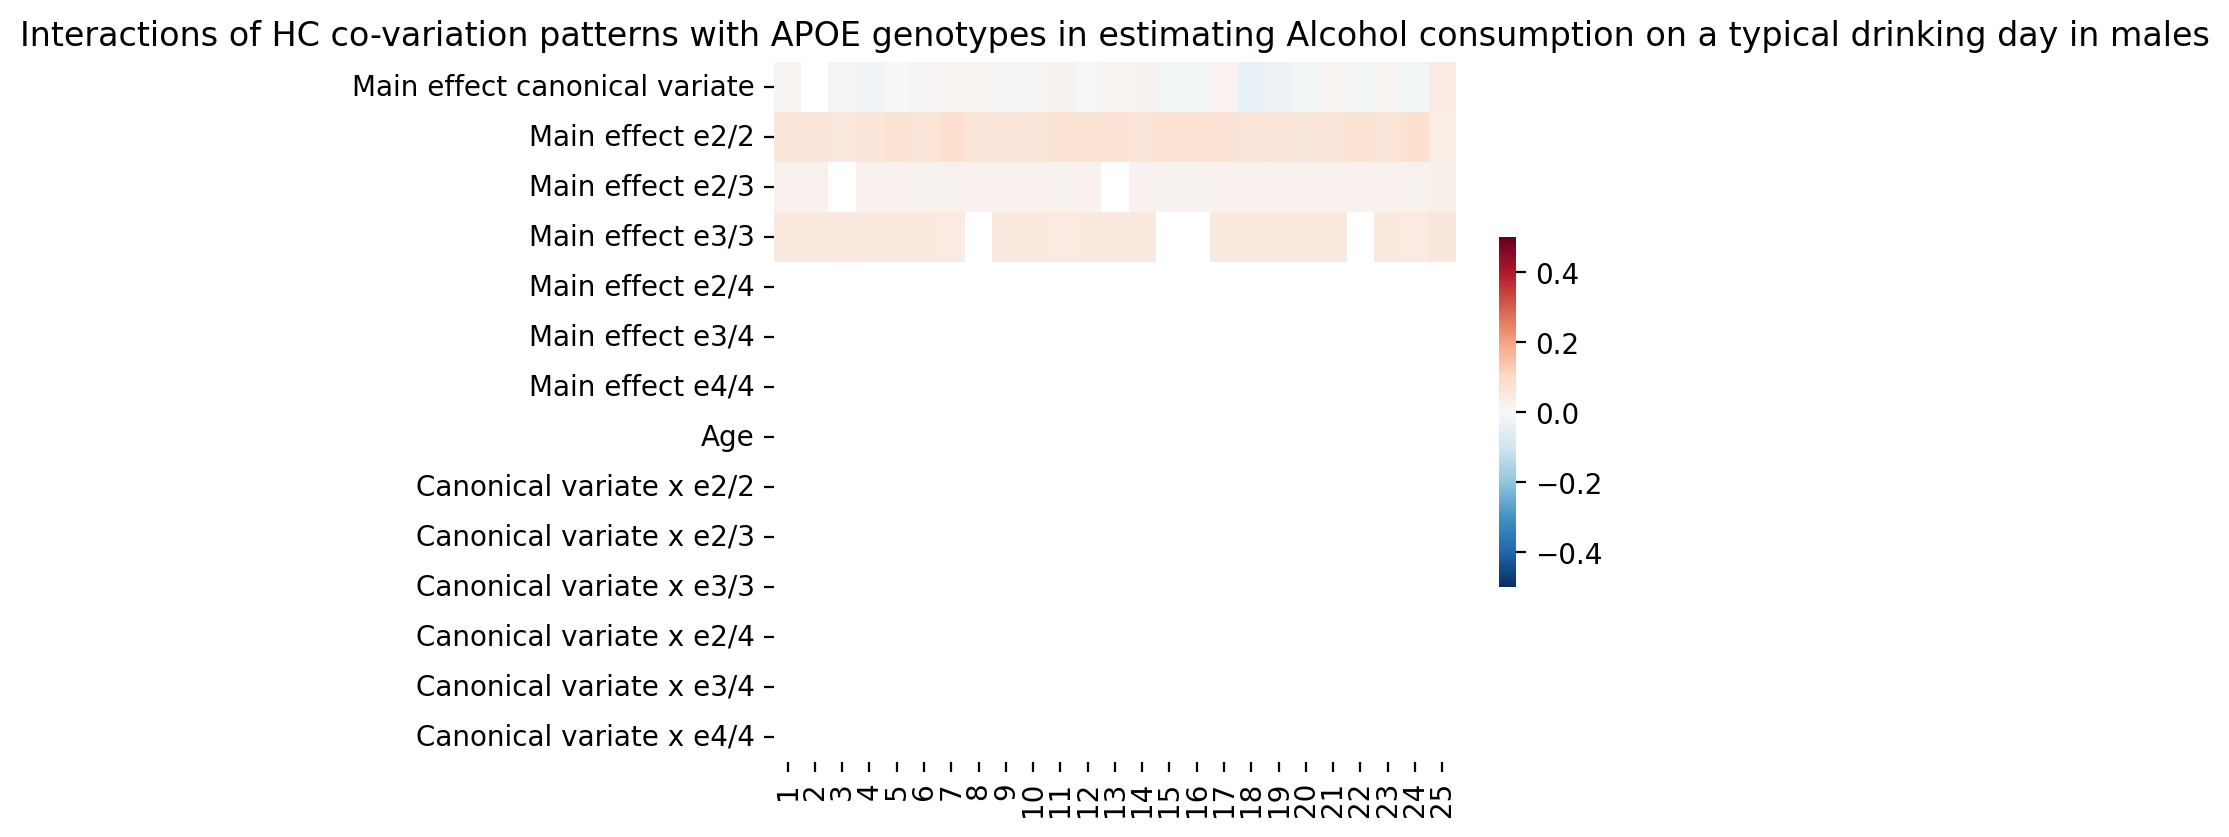 Interactions of HC co-variation patterns with APOE genotypes in estimating Alcohol consumption on a typical drinking day in males
Main effect canonical variate
Main effect e2/2
Main effect e2/3
Main effect e3/3
Main effect e2/4
Main effect e3/4
Main effect e4/4
Age
Canonical variate x e2/2
Canonical variate x e2/3
Canonical variate x e3/3
Canonical variate x e2/4
Canonical variate x e3/4
Canonical variate x e4/4
1
2
3
4
5
6
7
8
9
10
11
12
13
14
15
16
17
18
19
20
21
22
23
24
25
0.4
0.2
0.0
−0.2
−0.4